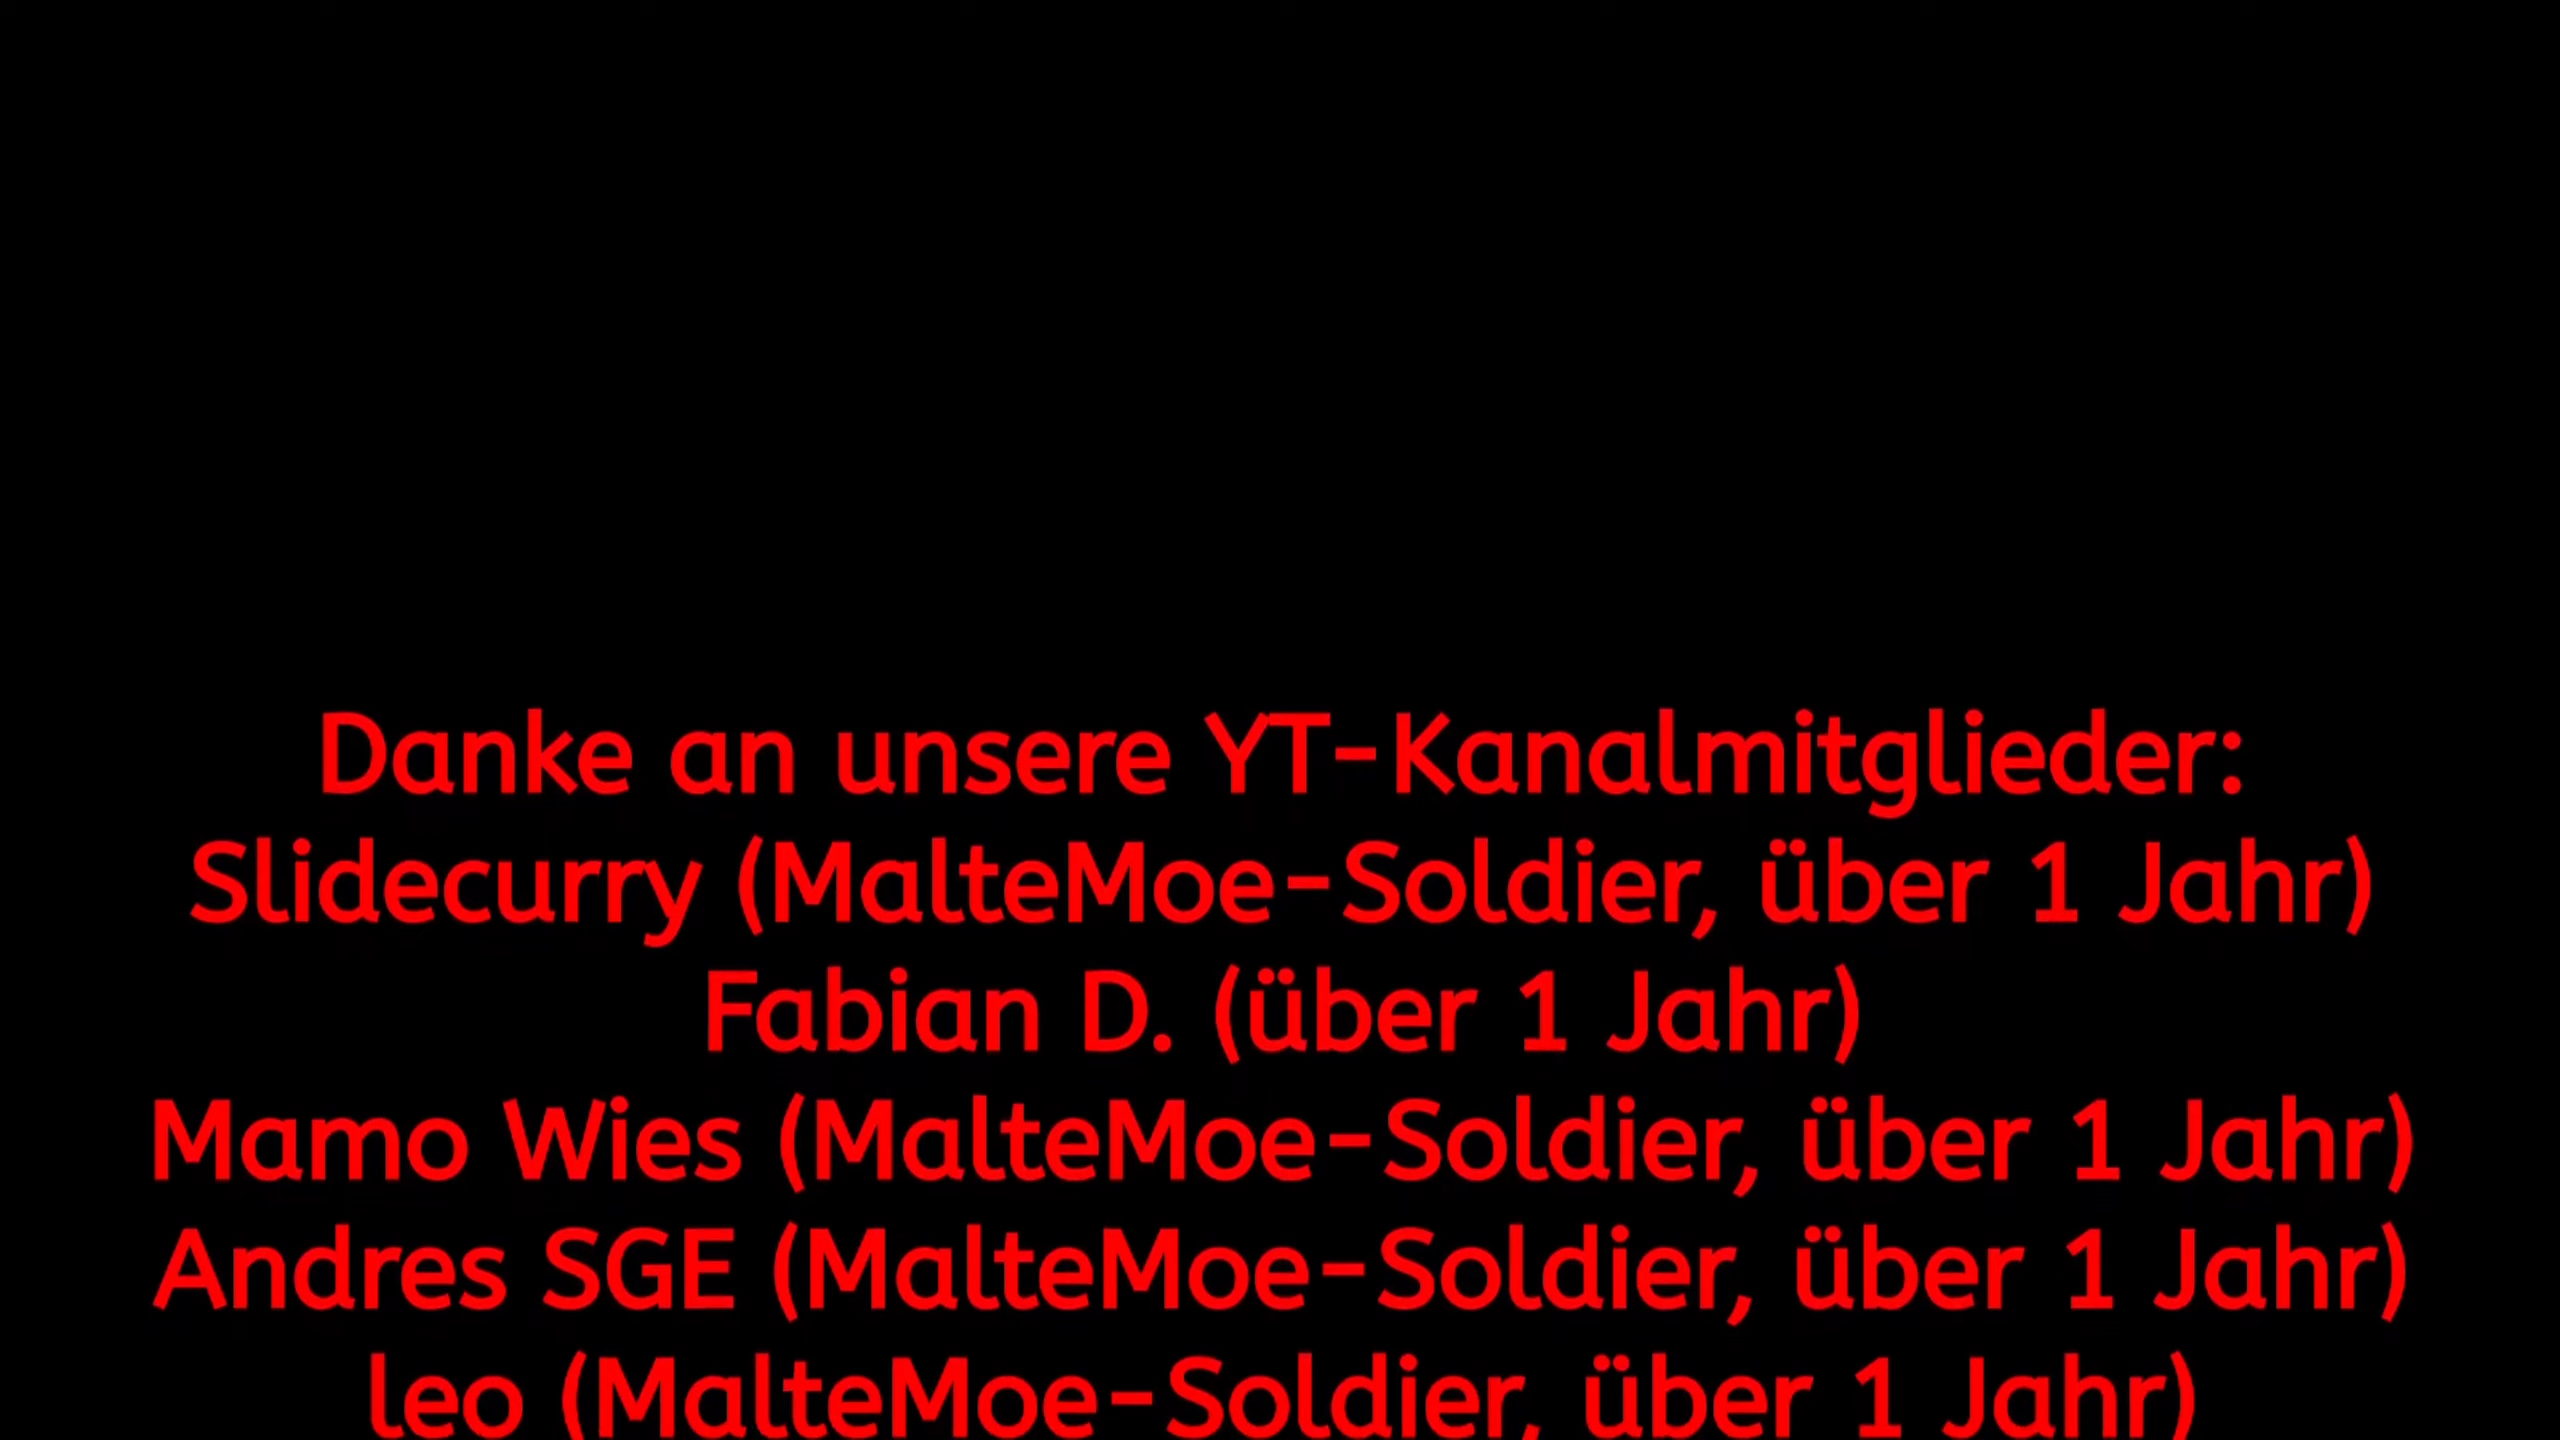 Danke an unsere YT-Kanalmitglieder:
Slidecurry (MalteMoe-Soldier, über 1 Jahr)
Fabian D. (über 1 Jahr)
Mamo Wies (MalteMoe-Soldier, über 1 Jahr)
Andres SGE (MalteMoe-Soldier, über 1 Jahr)
leo (MalteMoe-Soldier, über 1 Jahr)